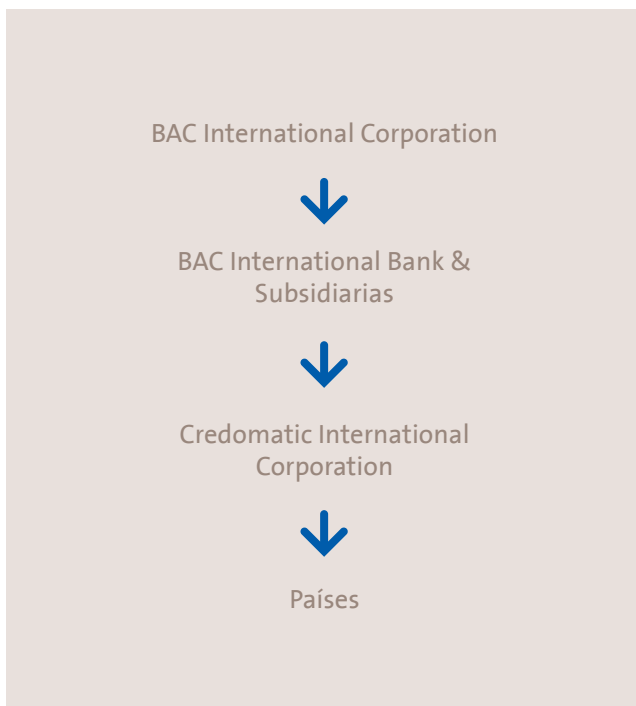 BAC International Corporation
BAC International Bank &
Subsidiarias
Credomatic International
Corporation
Países